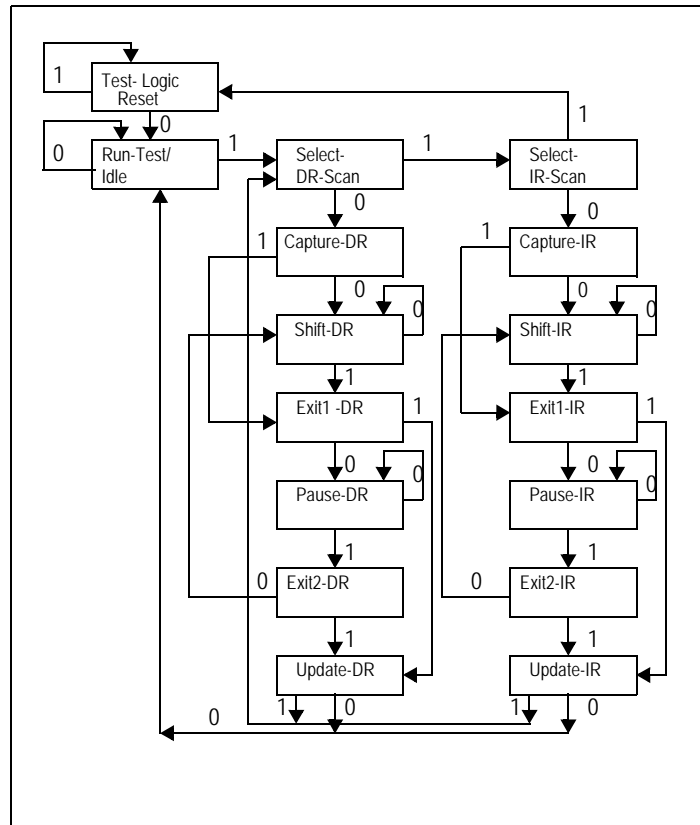 1
Test- Logic
Reset
0
1
0
Run-Test/
Idle
1
Select-
DR-Scan
1
Select-
IR-Scan
0
0
1
Capture-DR
1
Capture-IR
0
0
0
0
Shift-DR
Shift-IR
1
1
Exit1 -DR
1
Exit1-IR
1
0
0
0
0
Pause-DR
Pause-IR
1
1
0
Exit2-DR
0
Exit2-IR
1
1
Update-DR
Update-IR
1
0
1
0
0